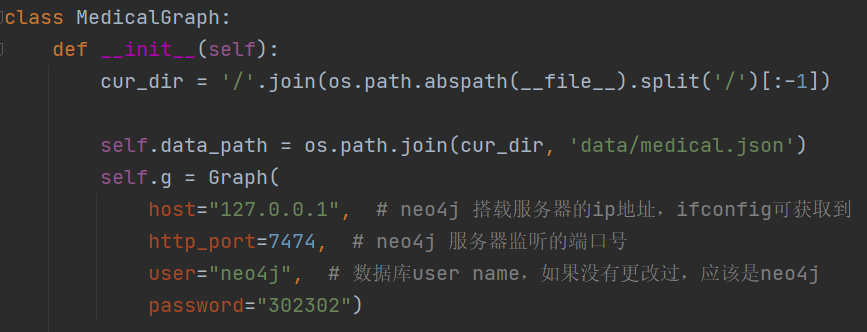 class MedicalGraph:
    def __init__(self):
        cur_dir = '/'.join(os.path.abspath(__file__).split('/')[:-1])
        self.data_path = os.path.join(cur_dir, 'data/medical.json')
        self.g = Graph(
            host="127.0.0.1",  # neo4j 搭载服务器的ip地址，ifconfig可获取到
            http_port=7474,  # neo4j 服务器监听的端口号
            user="neo4j",  # 数据库user name，如果没有更改过，应该是neo4j
            password="302302")